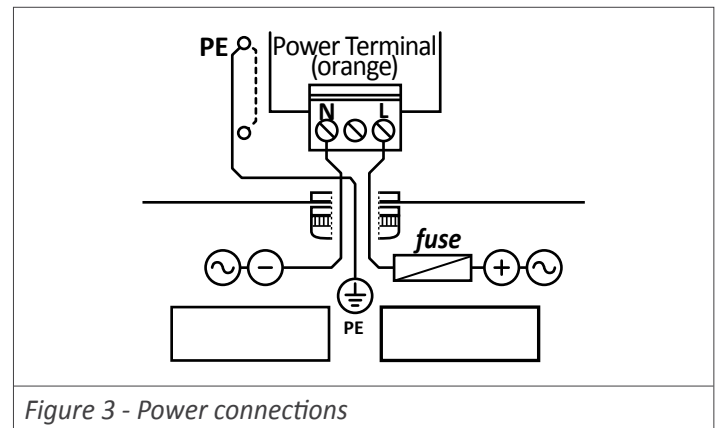 PE
Power Terminal
(orange)
N L
fuse
PE
Figure 3 - Power connections